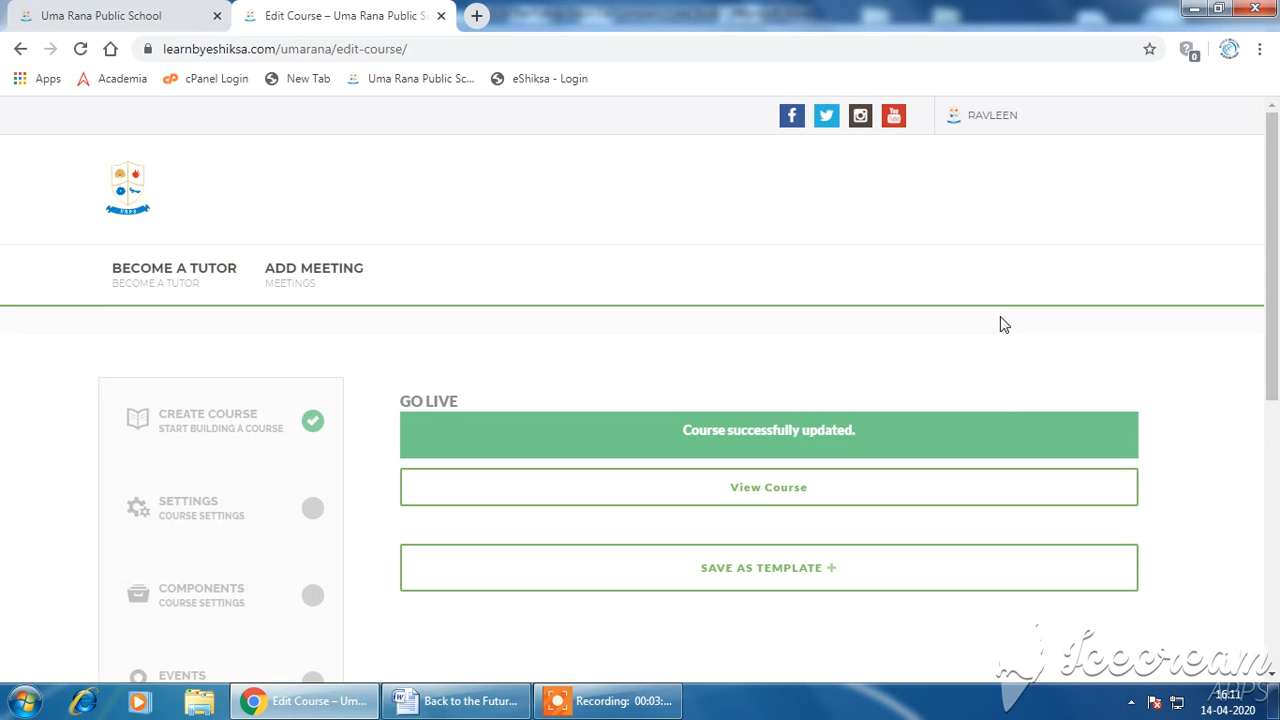 Uma Rana Public School
Edit Course – Uma Rana Public S
learnbyeshiksa.com/umarana/edit-course/
0
Apps
Academia
cPanel Login
New Tab
Uma Rana Public Sc...
eShiksa - Login
RAVLEEN
URPS
BECOME A TUTOR
ADD MEETING
BECOME A TUTOR
MEETINGS
CREATE COURSE
START BUILDING A COURSE
GO LIVE
Course successfully updated.
View Course
SETTINGS
COURSE SETTINGS
SAVE AS TEMPLATE +
COMPONENTS
COURSE SETTINGS
EVENTS
Icecream
APPS
Edit Course – Um...
Back to the Futur...
Recording: 00:03:...
16:11
14-04-2020